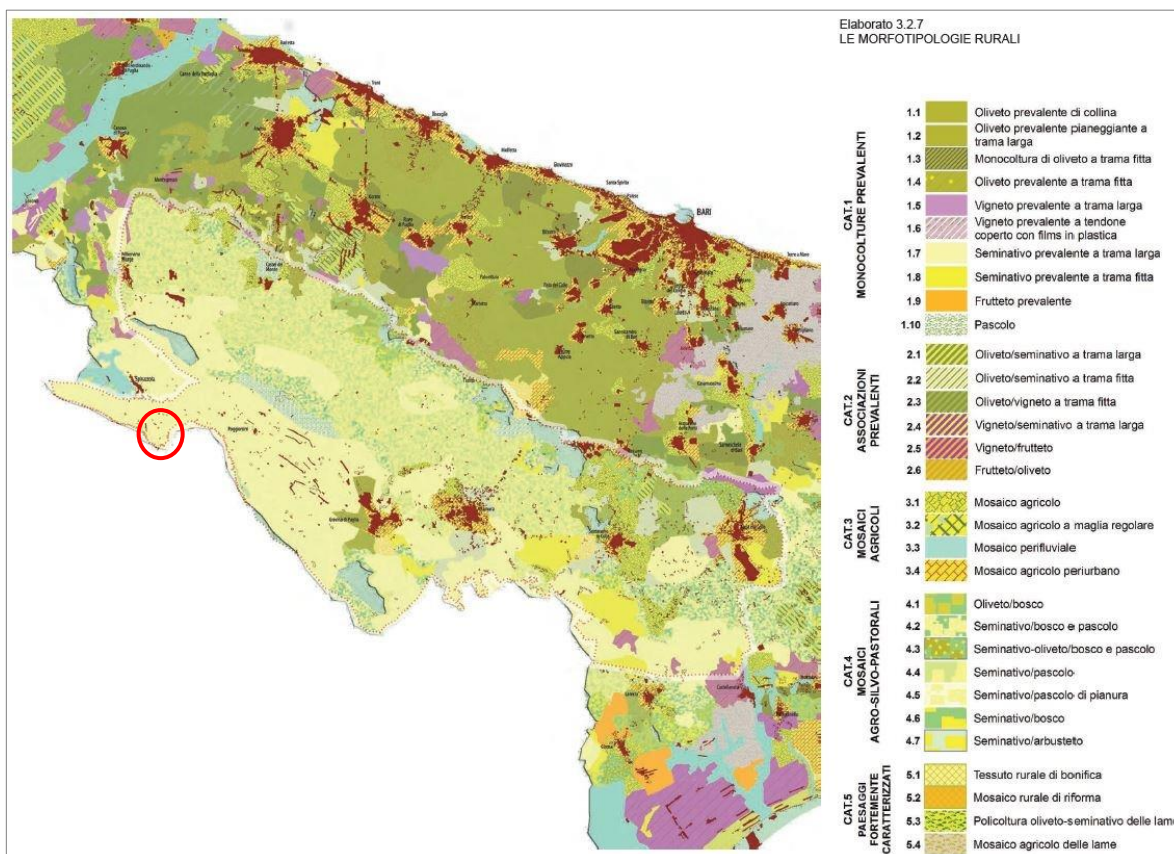 Elaborato 3.2.7
LE MORFOTIPOLOGIE RURALI
CAT.1
MONOCOLTURE PREVALENTI
1.1 Oliveto prevalente di collina
1.2 Oliveto prevalente pianeggiante a
trama larga
1.3 Monocoltura di oliveto a trama fitta
1.4 Oliveto prevalente a trama fitta
1.5 Vigneto prevalente a trama larga
1.6 Vigneto prevalente a tendone
coperto con films in plastica
1.7 Seminativo prevalente a trama larga
1.8 Seminativo prevalente a trama fitta
1.9 Frutteto prevalente
1.10 Pascolo
CAT.2
ASSOCIAZIONI
PREVALENTI
2.1 Oliveto/seminativo a trama larga
2.2 Oliveto/seminativo a trama fitta
2.3 Oliveto/vigneto a trama fitta
2.4 Vigneto/seminativo a trama larga
2.5 Vigneto/frutteto
2.6 Frutteto/oliveto
CAT.3
MOSAICI
AGRICOLI
3.1 Mosaico agricolo
3.2 Mosaico agricolo a maglia regolare
3.3 Mosaico perifluviale
3.4 Mosaico agricolo periurbano
CAT.4
MOSAICI
AGRO-SILVO-PASTORALI
4.1 Oliveto/bosco
4.2 Seminativo/bosco e pascolo
4.3 Seminativo-oliveto/bosco e pascolo
4.4 Seminativo/pascolo
4.5 Seminativo/pascolo di pianura
4.6 Seminativo/bosco
4.7 Seminativo/arbusteto
CAT.5
PAESAGGI
FORTEMENTE
CARATTERIZZATI
5.1 Tessuto rurale di bonifica
5.2 Mosaico rurale di riforma
5.3 Policoltura oliveto-seminativo delle lame
5.4 Mosaico agricolo delle lame
Trani
Bisceglie
Molfetta
Giovinazzo
Santo Spirito
BARI
Spinazzola
Poggiorsini